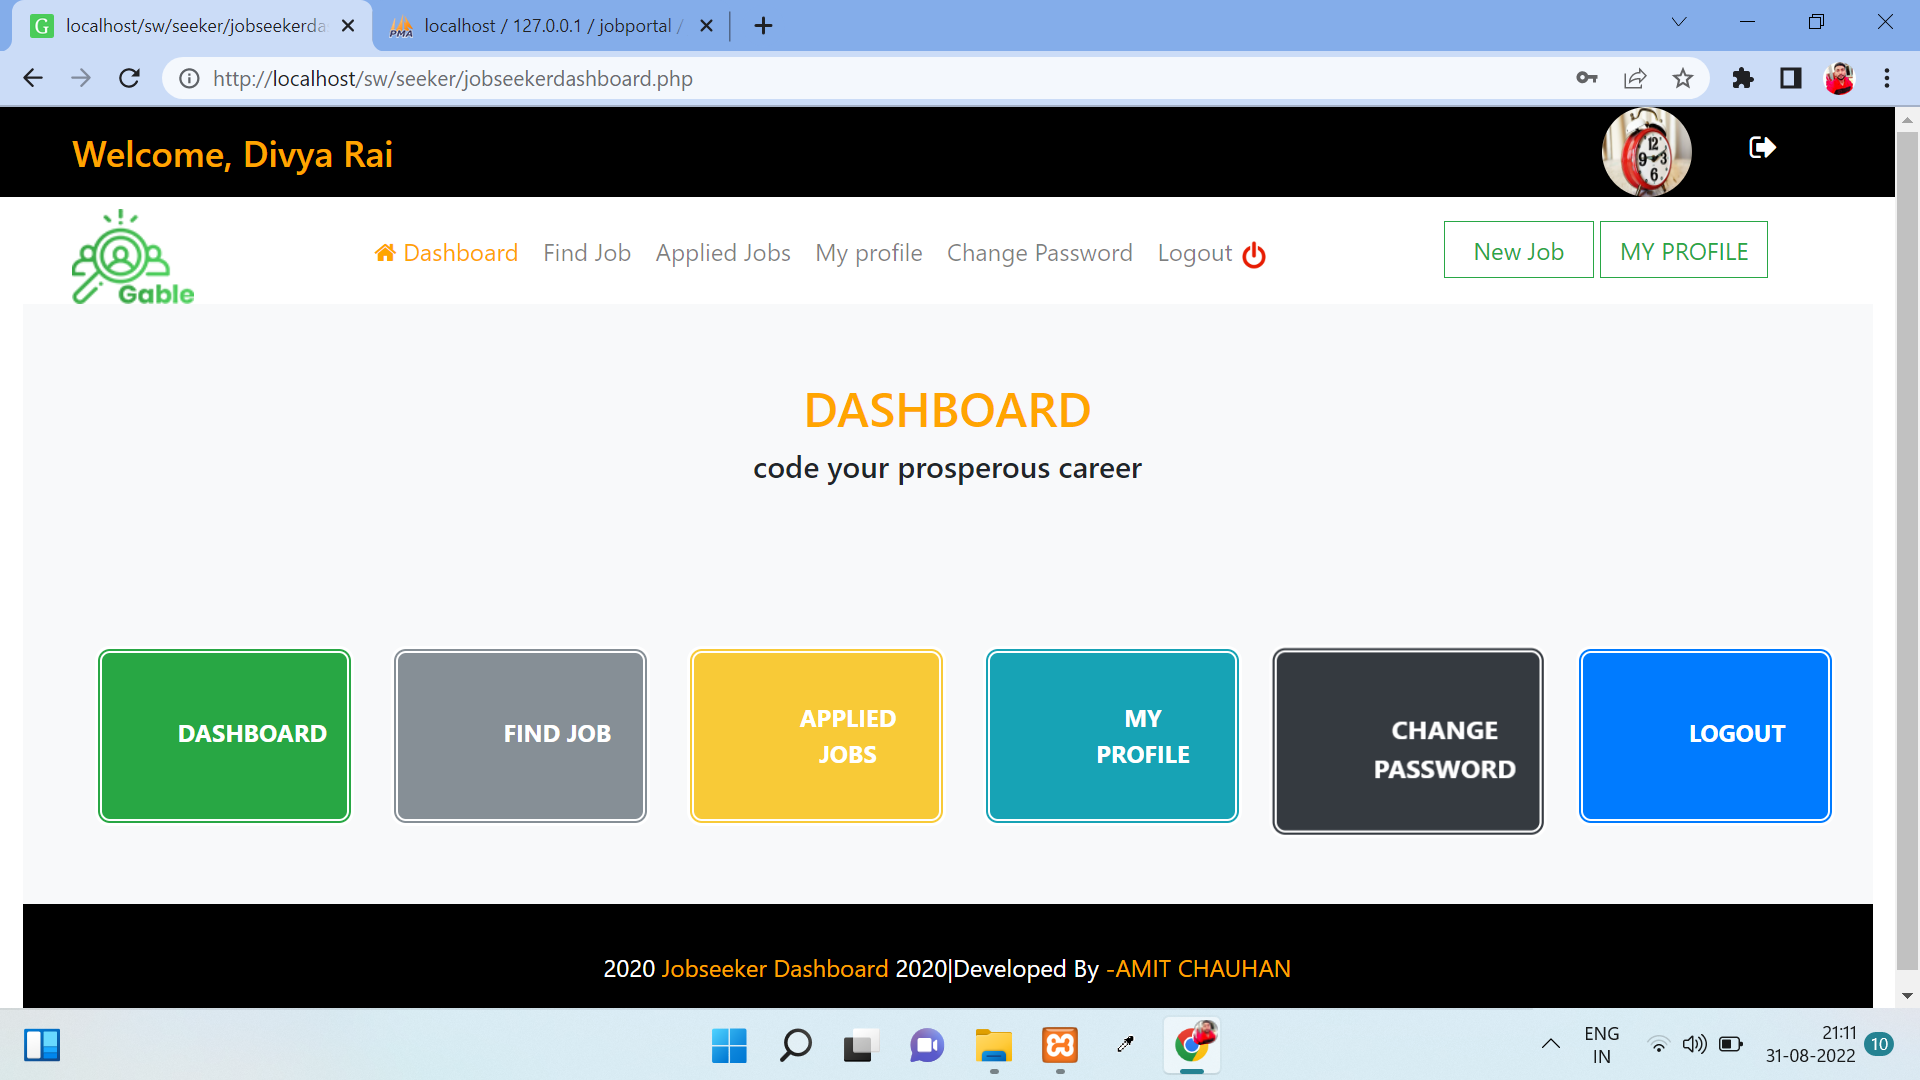 localhost/sw/seeker/jobseekerda
localhost / 127.0.0.1 / jobportal /
http://localhost/sw/seeker/jobseekerdashboard.php
Welcome, Divya Rai
Gable
Dashboard Find Job Applied Jobs My profile Change Password Logout
New Job MY PROFILE
DASHBOARD
code your prosperous career
DASHBOARD
FIND JOB
APPLIED
JOBS
MY
PROFILE
CHANGE
PASSWORD
LOGOUT
2020 Jobseeker Dashboard 2020|Developed By -AMIT CHAUHAN
ENG
IN
21:11
31-08-2022
10
G
PMA
12
9 3
6